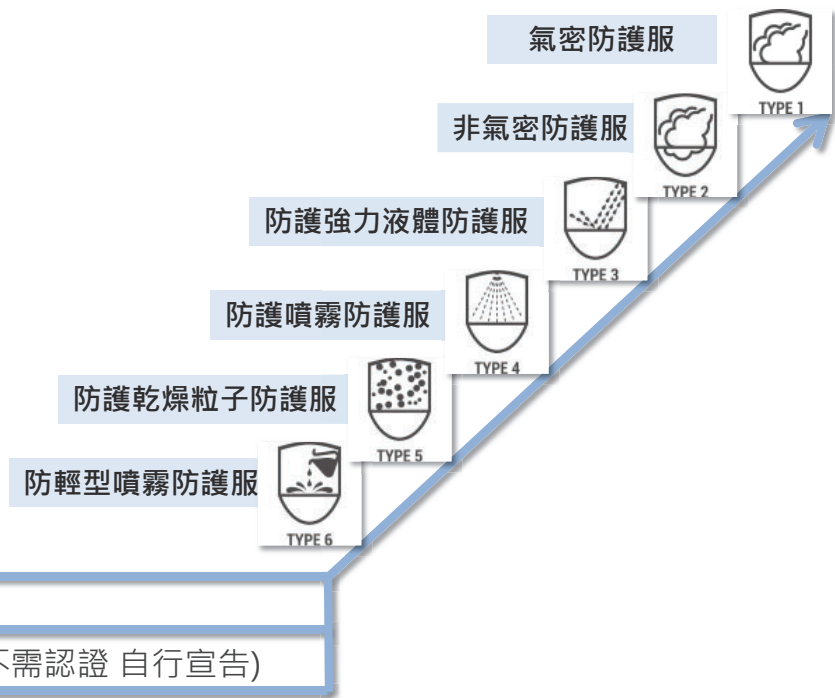 氣密防護服
TYPE 1
非氣密防護服
TYPE 2
防護強力液體防護服
TYPE 3
防護噴霧防護服
TYPE 4
防護乾燥粒子防護服
TYPE 5
防輕型噴霧防護服
TYPE 6
不需認證 自行宣告)